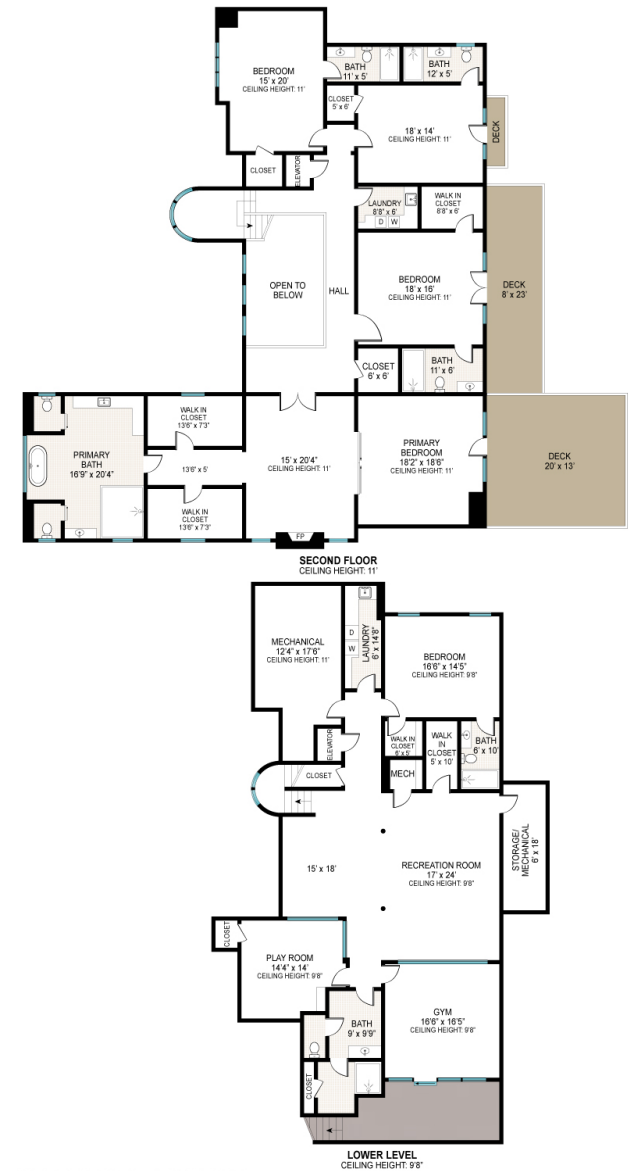 BEDROOM
15' x 20'
CEILING HEIGHT: 11'
BATH
11' x 5'
BATH
12' x 5'
CLOSET
5' x 6'
18' x 14'
CEILING HEIGHT: 11'
DECK
CLOSET
ELEVATOR
LAUNDRY
8'8" x 6'
D W
WALK IN
CLOSET
6'8" x 6'
OPEN TO
BELOW
HALL
BEDROOM
18' x 16'
CEILING HEIGHT: 11'
DECK
8' x 23'
CLOSET
6' x 6'
BATH
11' x 6'
WALK IN
CLOSET
13'6" x 7'3"
PRIMARY
BATH
16'9" x 20'4"
13'6" x 5'
15' x 20'4"
CEILING HEIGHT: 11'
PRIMARY
BEDROOM
18'2" x 18'6"
CEILING HEIGHT: 11'
DECK
20' x 13'
WALK IN
CLOSET
13'6" x 7'3"
FP
SECOND FLOOR
CEILING HEIGHT: 11'
MECHANICAL
12'4" x 17'6"
CEILING HEIGHT: 11'
D
W
LAUNDRY
6' x 14'8"
BEDROOM
16'6" x 14'5"
CEILING HEIGHT: 9'8"
ELEVATOR
WALK IN
CLOSET
6' x 5'
WALK
IN
CLOSET
5' x 10'
BATH
6' x 10'
CLOSET
MECH
STORAGE/
MECHANICAL
6' x 18'
15' x 18'
RECREATION ROOM
17' x 24'
CEILING HEIGHT: 9'8"
CLOSET
PLAY ROOM
14'4" x 14'
CEILING HEIGHT: 9'8"
BATH
9' x 9'9"
GYM
16'6" x 16'5"
CEILING HEIGHT: 9'8"
CLOSET
LOWER LEVEL
CEILING HEIGHT: 9'8"